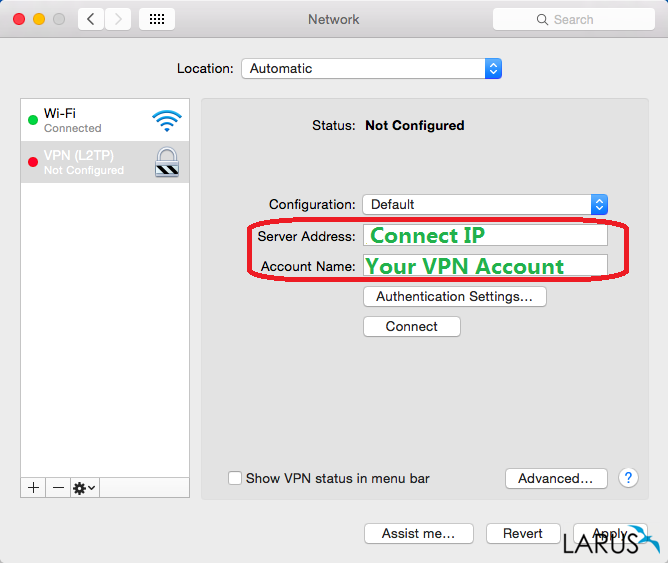 Network
Search
Location: Automatic
Wi-Fi
Connected
VPN (L2TP)
Not Configured
Status: Not Configured
Configuration: Default
Server Address: Connect IP
Account Name: Your VPN Account
Authentication Settings...
Connect
Show VPN status in menu bar
Advanced...
?
Assist me...
Revert
Apply
LARUS